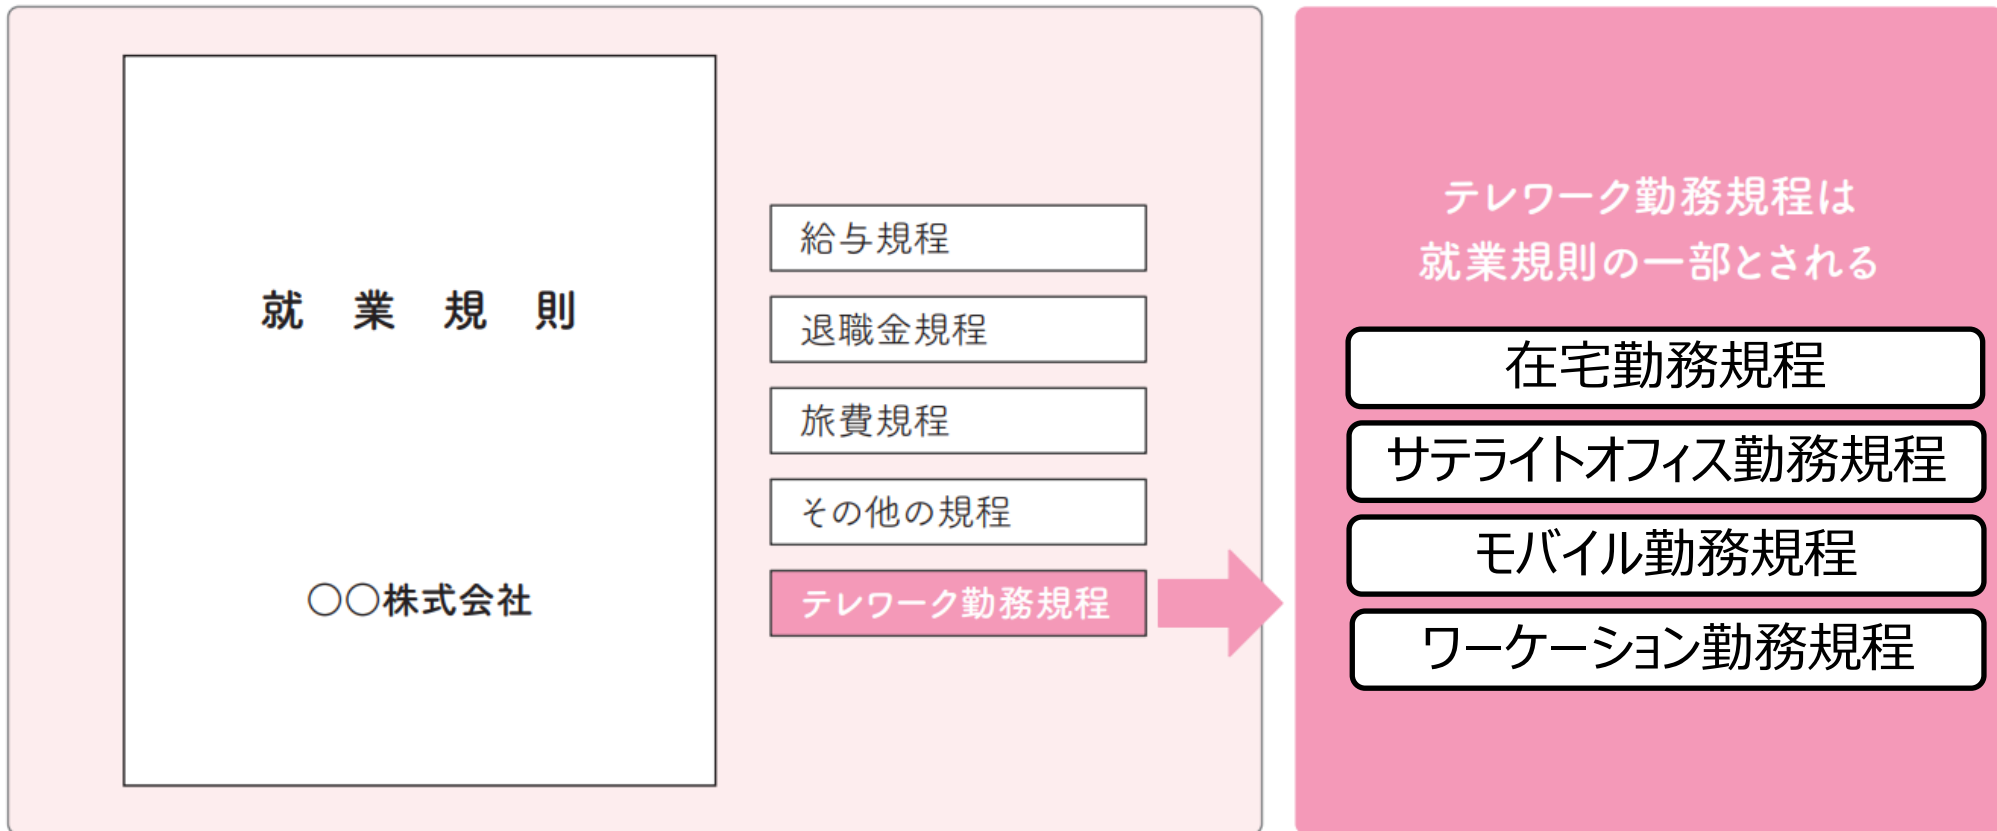 就 業 規 則
〇〇株式会社
給与規程
退職金規程
旅費規程
その他の規程
テレワーク勤務規程
テレワーク勤務規程は
就業規則の一部とされる
在宅勤務規程
サテライトオフィス勤務規程
モバイル勤務規程
ワーケーション勤務規程